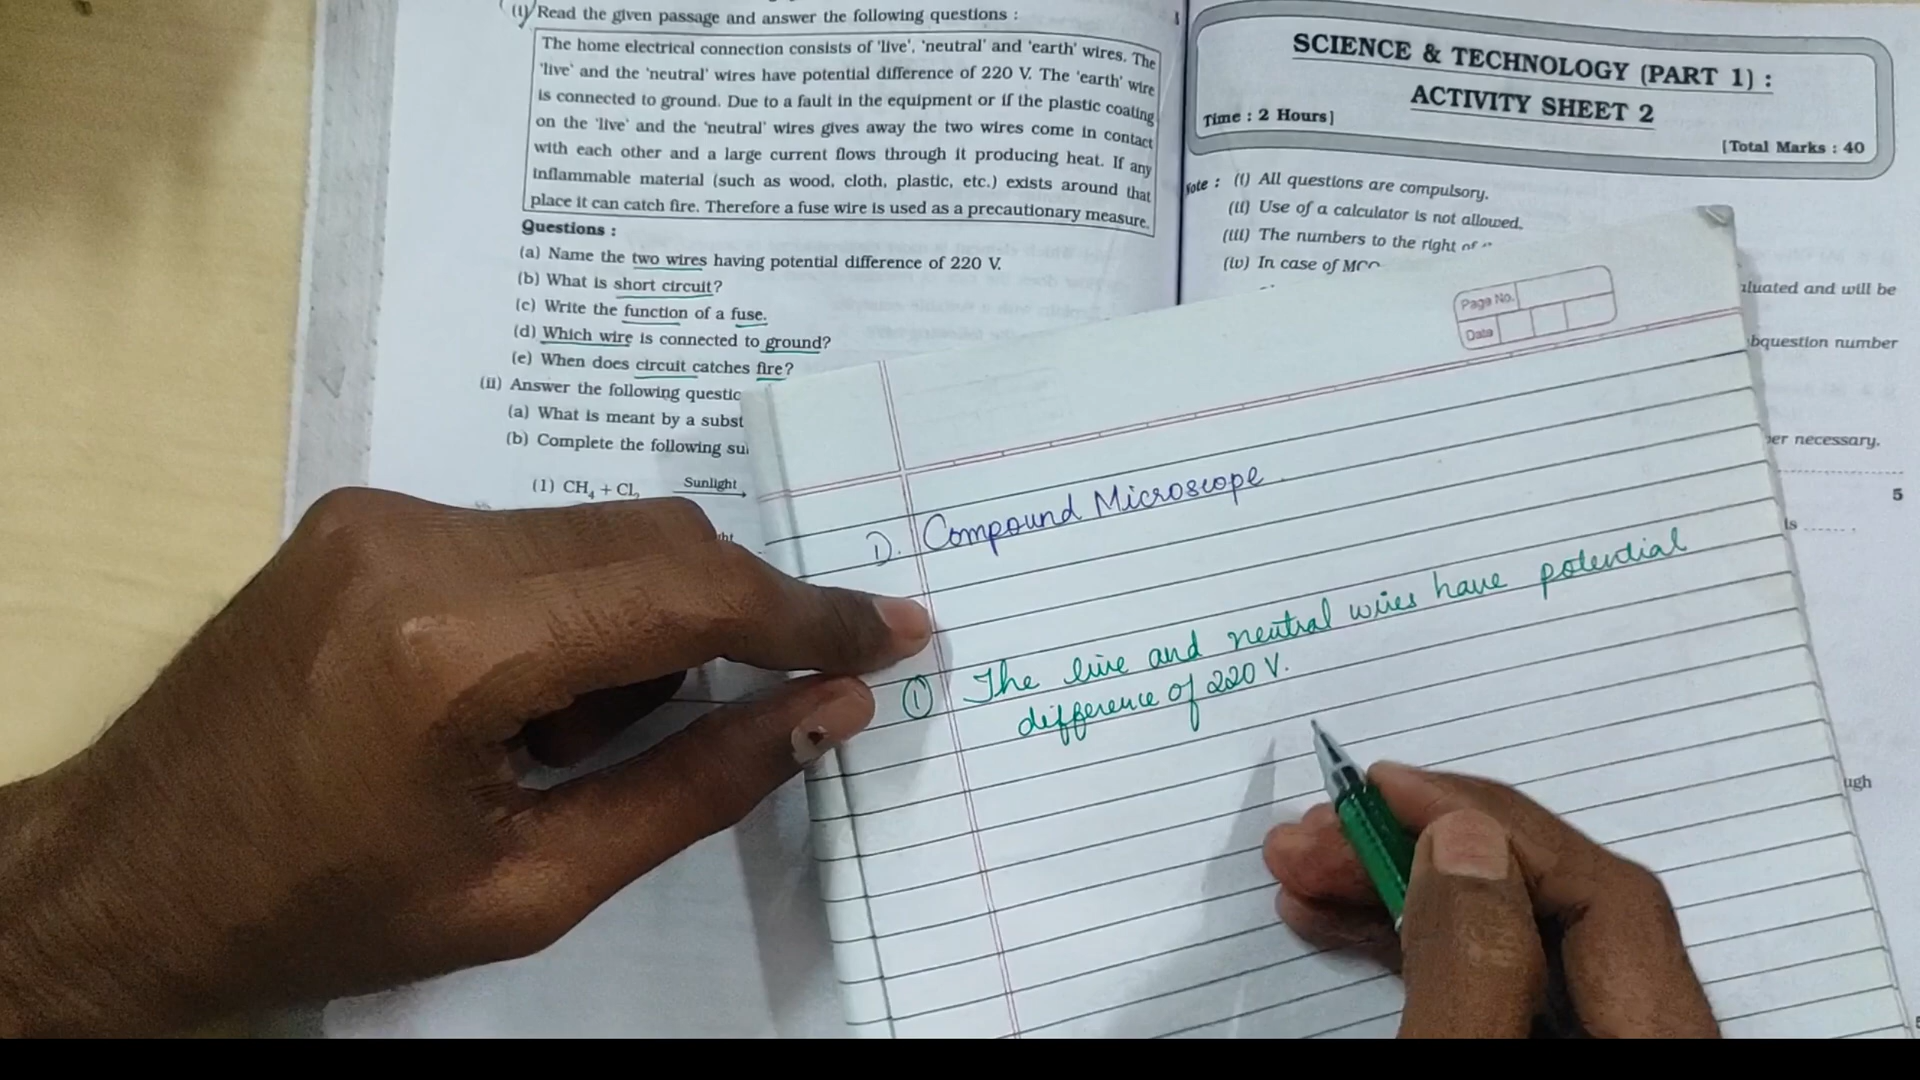 (i) Read the given passage and answer the following questions :
The home electrical connection consists of 'live', 'neutral' and 'earth' wires. The
'live' and the 'neutral' wires have potential difference of 220 V. The 'earth' wire
is connected to ground. Due to a fault in the equipment or if the plastic coating
on the 'live' and the 'neutral' wires gives away the two wires come in contact
with each other and a large current flows through it producing heat. If any
inflammable material (such as wood, cloth, plastic, etc.) exists around that
place it can catch fire. Therefore a fuse wire is used as a precautionary measure.
Questions :
(a) Name the two wires having potential difference of 220 V.
(b) What is short circuit?
(c) Write the function of a fuse.
(d) Which wire is connected to ground?
(e) When does circuit catches fire?
(ii) Answer the following questio
(a) What is meant by a subst
(b) Complete the following su
(1) CH₄ + Cl₂ Sunlight
SCIENCE & TECHNOLOGY (PART 1) :
ACTIVITY SHEET 2
Time : 2 Hours]
[Total Marks : 40
Note : (i) All questions are compulsory.
(ii) Use of a calculator is not allowed.
(iii) The numbers to the right of
(iv) In case of MCQ
aluated and will be
bquestion number
er necessary.
5
is ......
ugh
Page No.
Date
D. Compound Microscope
① The live and neutral wires have potential
difference of 220 V.